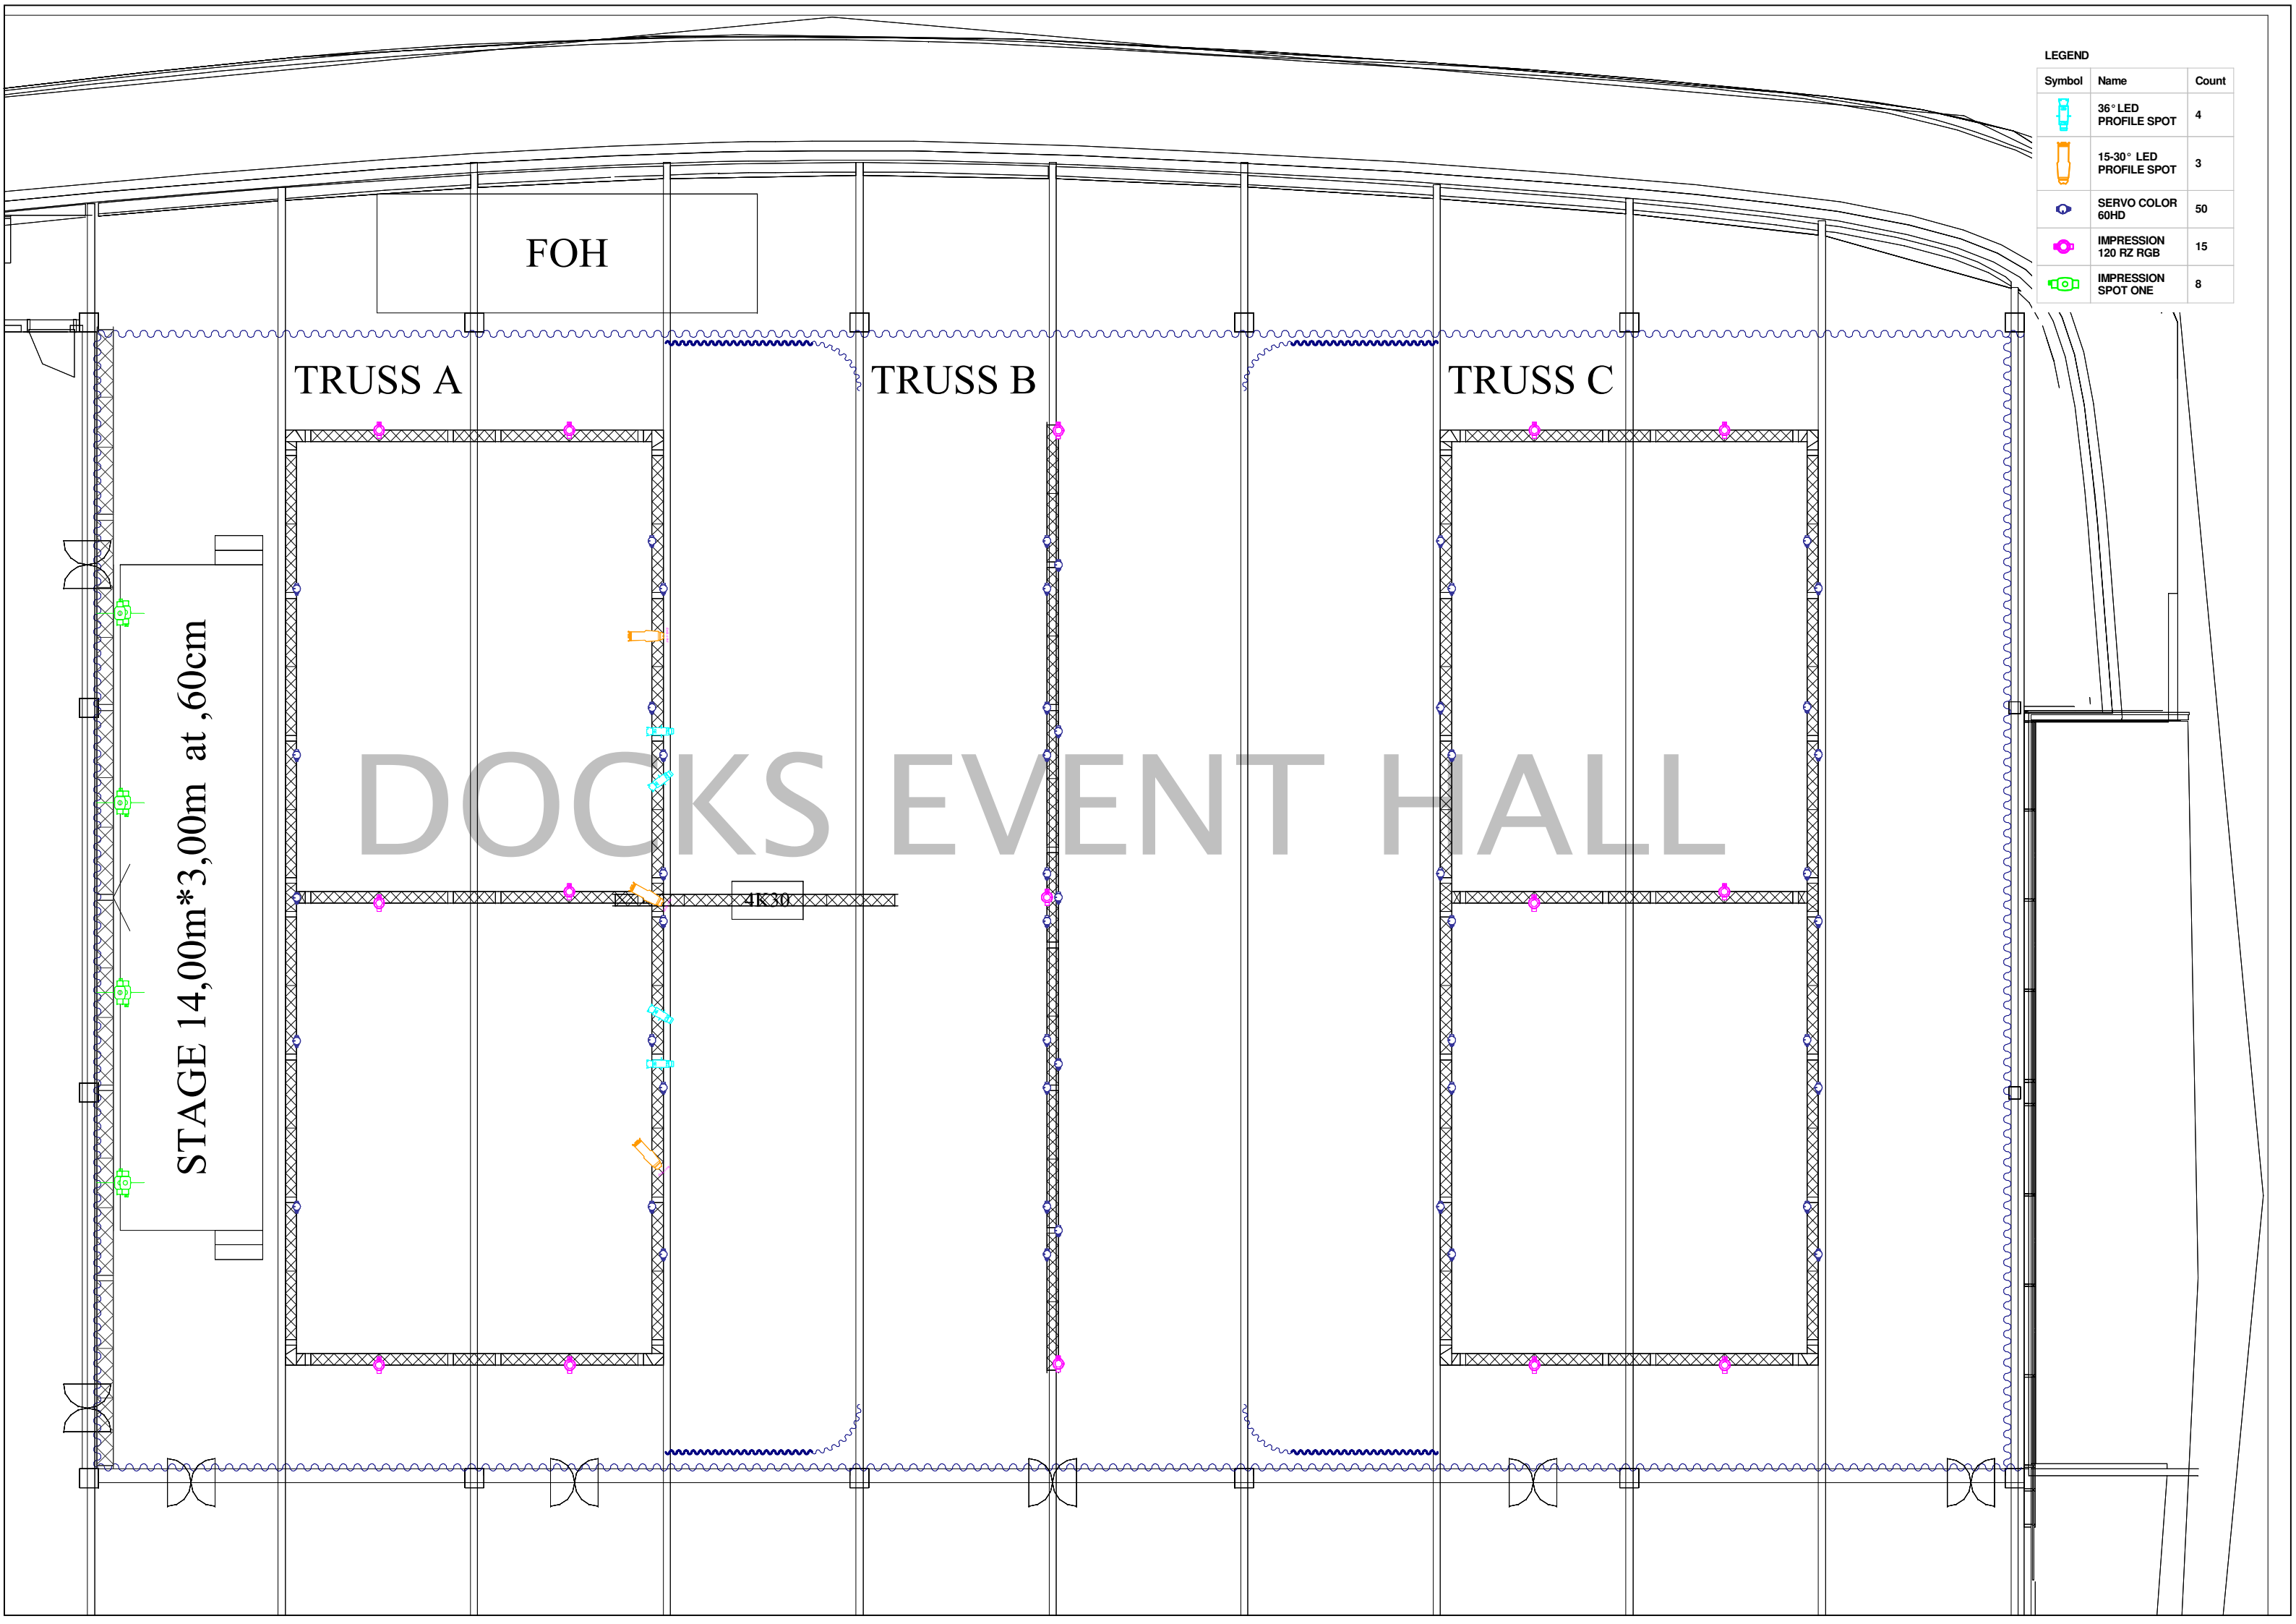 LEGEND
Symbol Name Count
36° LED
PROFILE SPOT 4
15-30° LED
PROFILE SPOT 3
SERVO COLOR
60HD 50
IMPRESSION
120 RZ RGB 15
IMPRESSION
SPOT ONE 8
FOH
TRUSS A TRUSS B TRUSS C
STAGE 14,00m*3,00m at ,60cm
DOCKS EVENT HALL
4K30